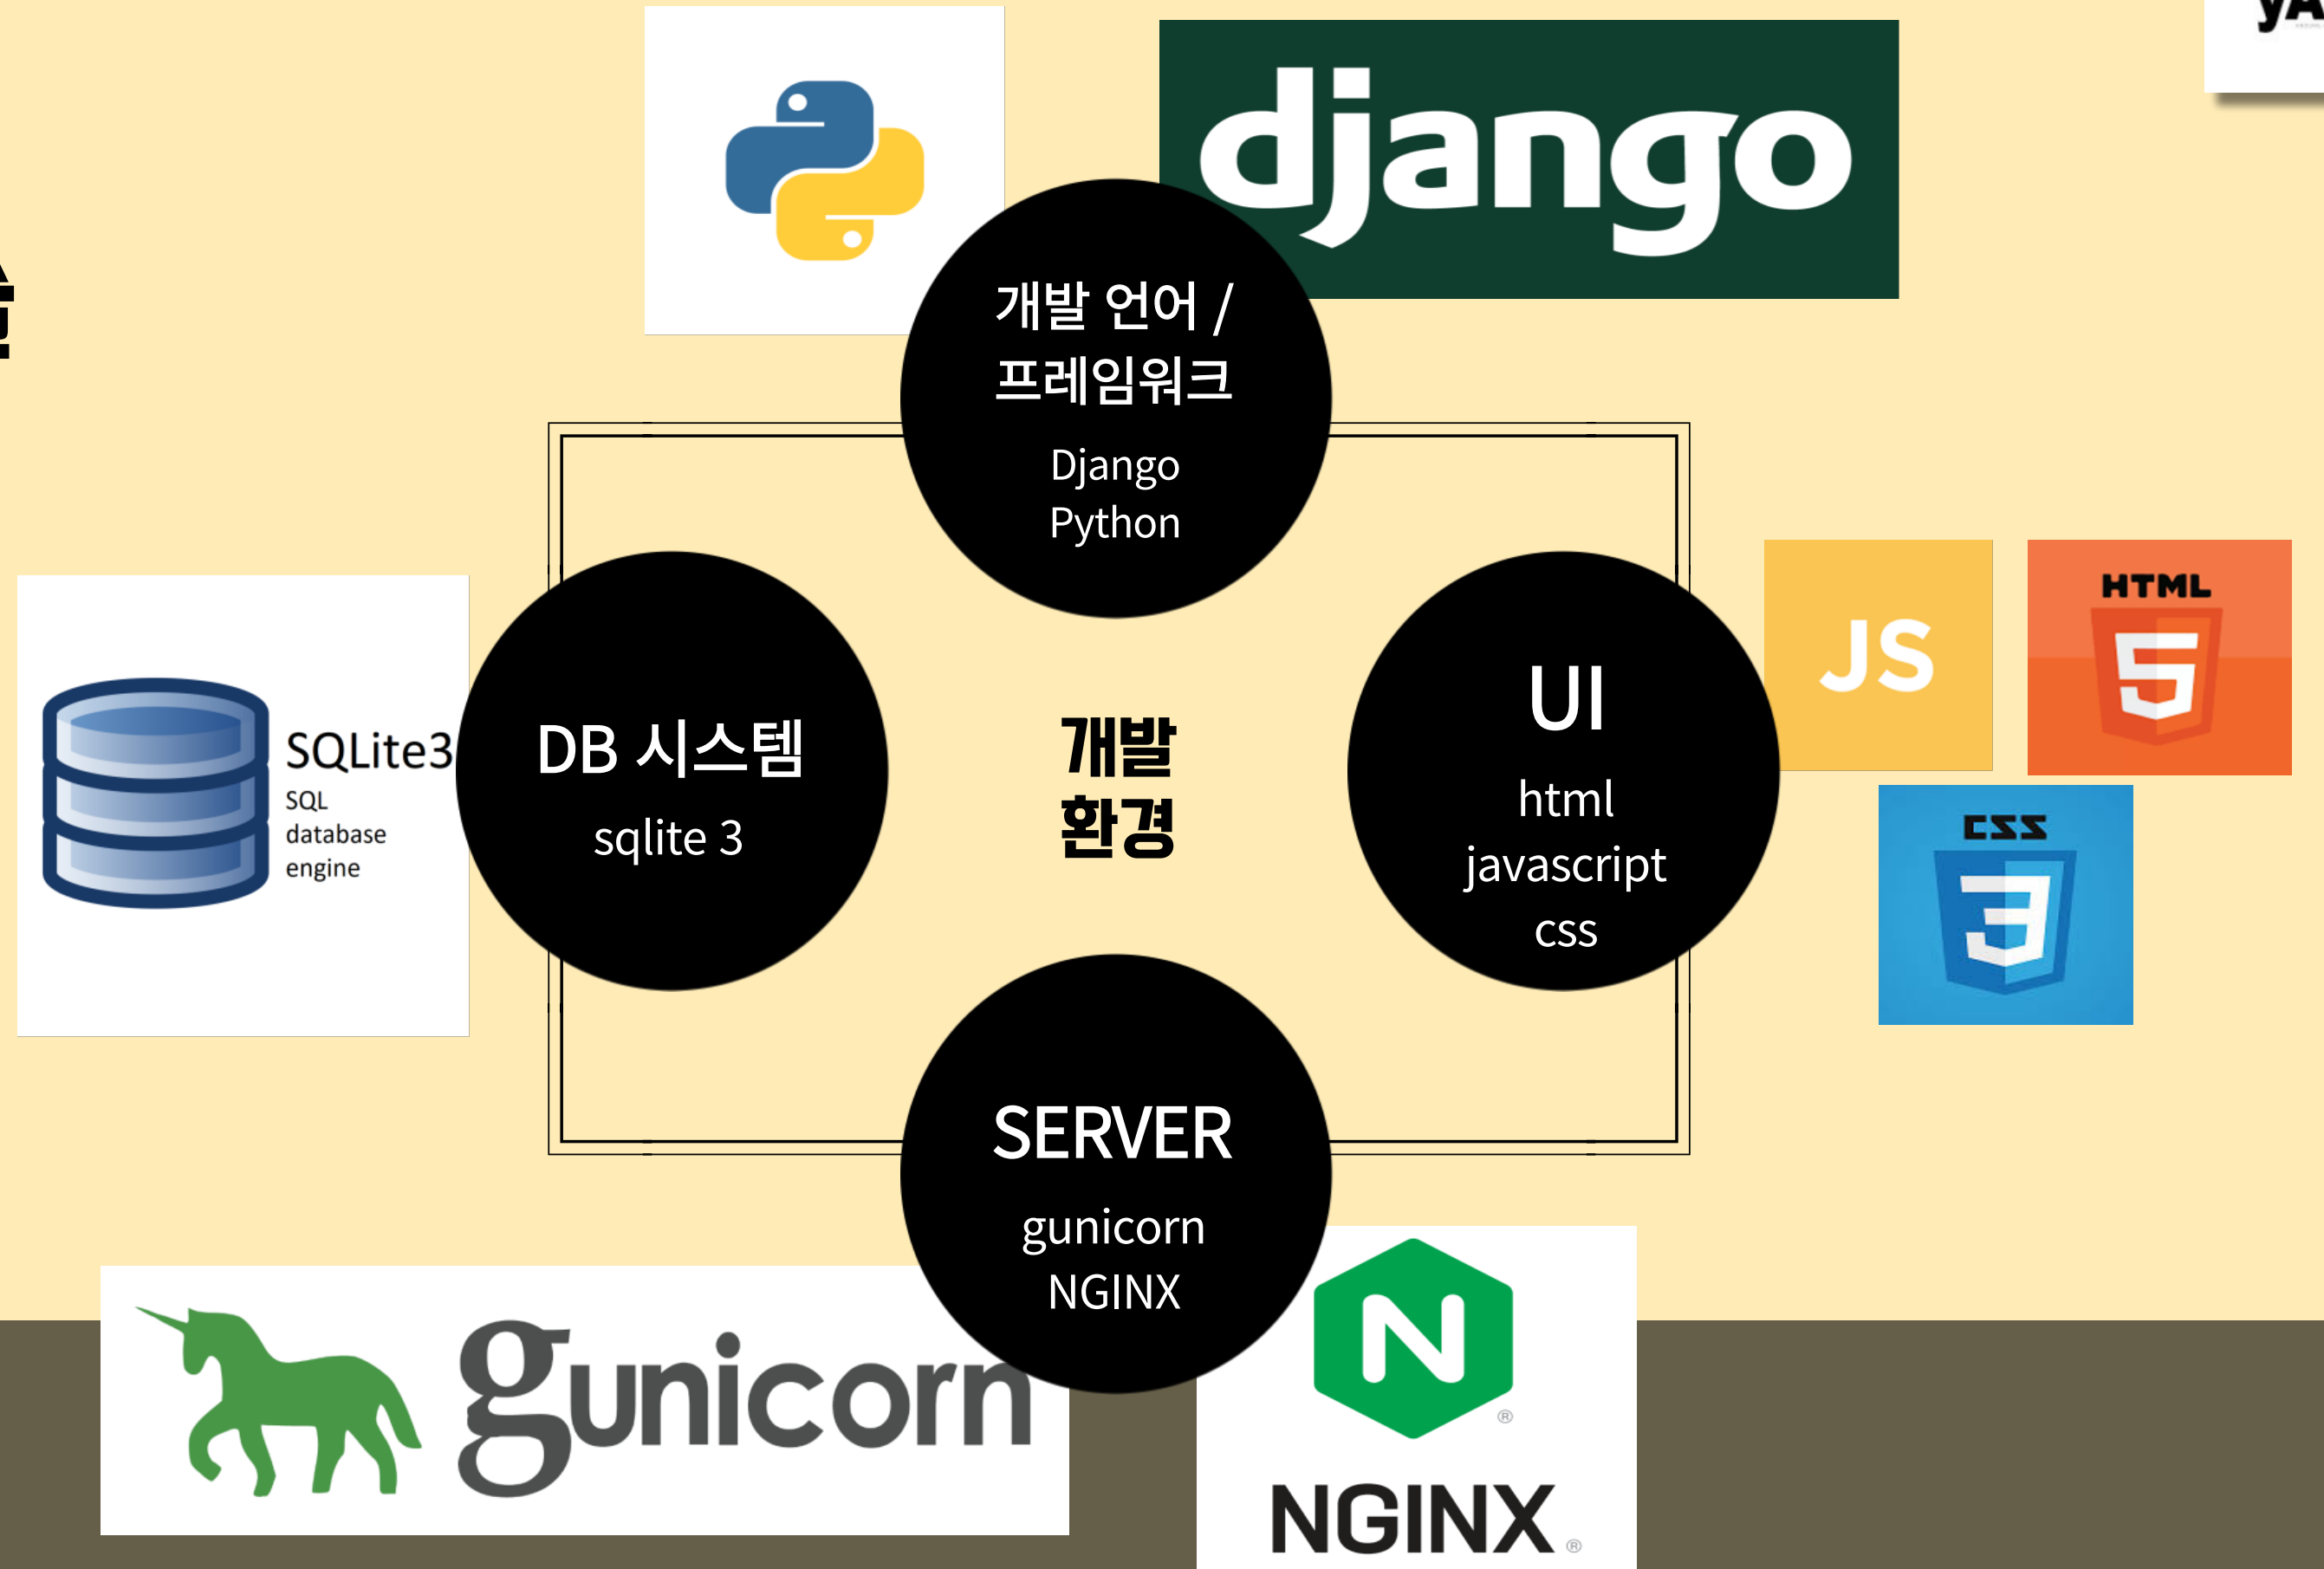 django
개발 언어 /
프레임워크
Django
Python
DB 시스템
sqlite 3
SQLite3
SQL
database
engine
개발
환경
UI
html
javascript
css
JS
HTML
5
CSS
3
SERVER
gunicorn
NGINX
gunicorn
N
®
NGINX ®